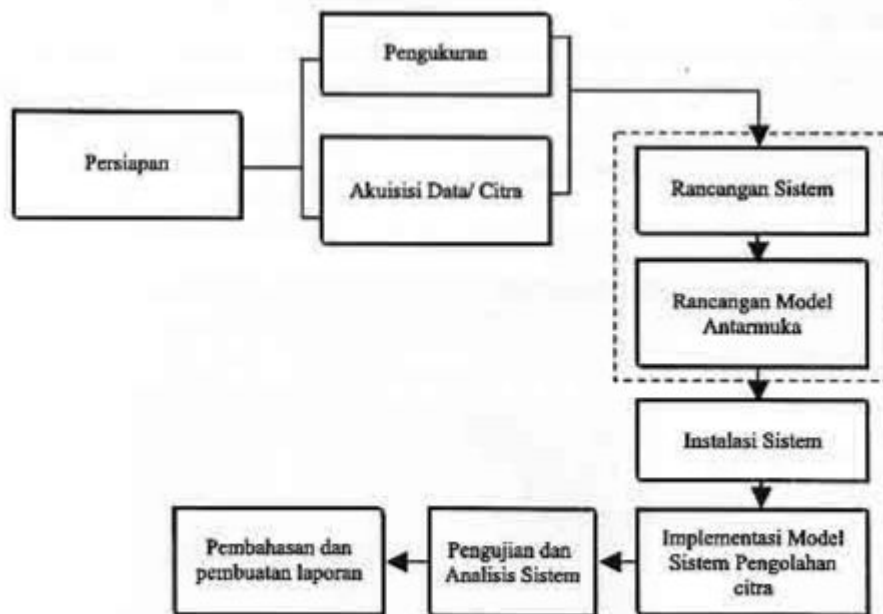 Pengukuran
Persiapan
Akuisisi Data/ Citra
Rancangan Sistem
Rancangan Model
Antarmuka
Instalasi Sistem
Implementasi Model
Sistem Pengolahan
citra
Pengujian dan
Analisis Sistem
Pembahasan dan
pembuatan laporan